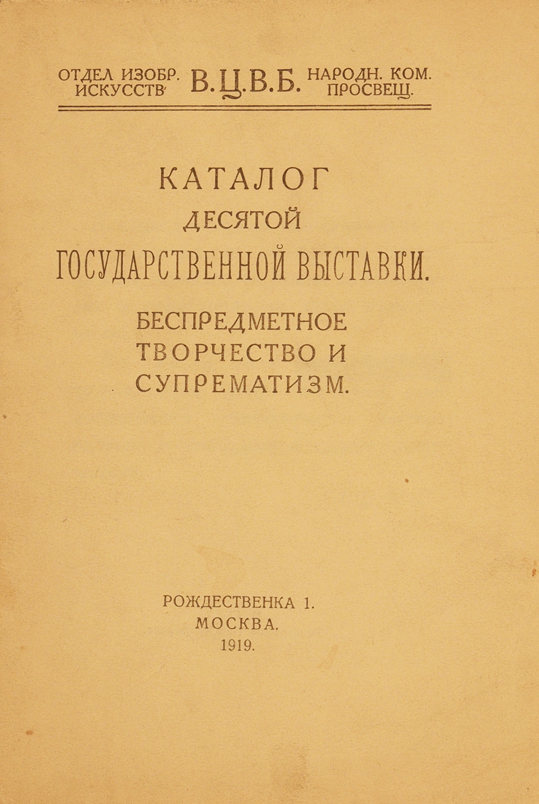 ОТДЕЛ ИЗОБР. ИСКУССТВ В.Ц.В.Б. НАРОДН. КОМ. ПРОСВЕЩ.
КАТАЛОГ
ДЕСЯТОЙ
ГОСУДАРСТВЕННОЙ ВЫСТАВКИ.
БЕСПРЕДМЕТНОЕ
ТВОРЧЕСТВО И
СУПРЕМАТИЗМ.
РОЖДЕСТВЕНКА 1.
МОСКВА.
1919.